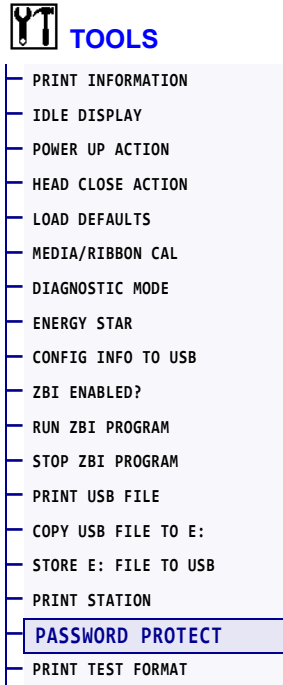 TOOLS
PRINT INFORMATION
IDLE DISPLAY
POWER UP ACTION
HEAD CLOSE ACTION
LOAD DEFAULTS
MEDIA/RIBBON CAL
DIAGNOSTIC MODE
ENERGY STAR
CONFIG INFO TO USB
ZBI ENABLED?
RUN ZBI PROGRAM
STOP ZBI PROGRAM
PRINT USB FILE
COPY USB FILE TO E:
STORE E: FILE TO USB
PRINT STATION
PASSWORD PROTECT
PRINT TEST FORMAT